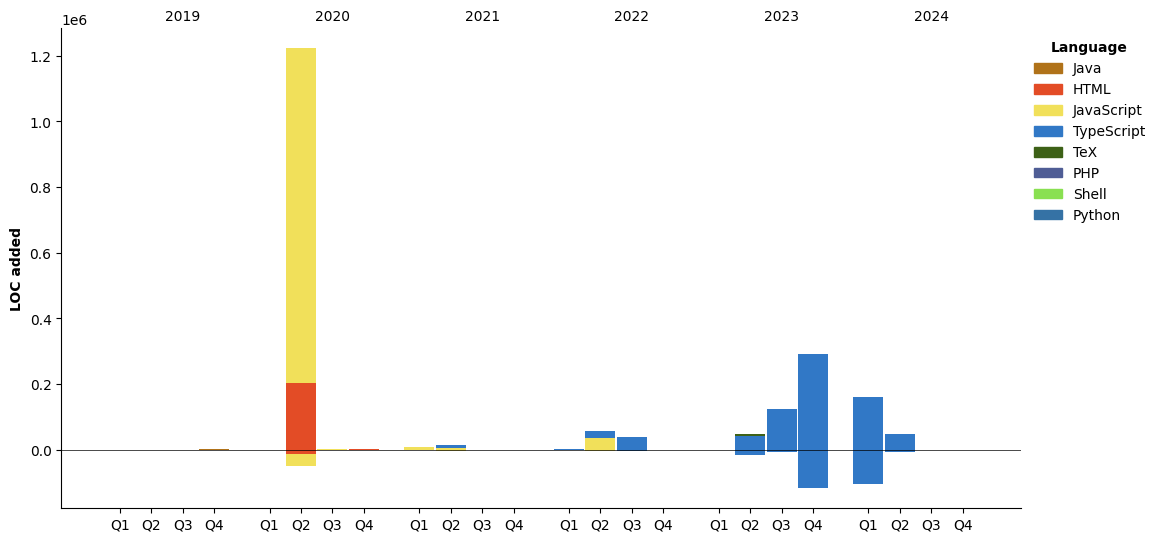 1e6
2019 2020 2021 2022 2023 2024
Language
Java
HTML
JavaScript
TypeScript
TeX
PHP
Shell
Python
LOC added
1.2
1.0
0.8
0.6
0.4
0.2
0.0
Q1 Q2 Q3 Q4 Q1 Q2 Q3 Q4 Q1 Q2 Q3 Q4 Q1 Q2 Q3 Q4 Q1 Q2 Q3 Q4 Q1 Q2 Q3 Q4